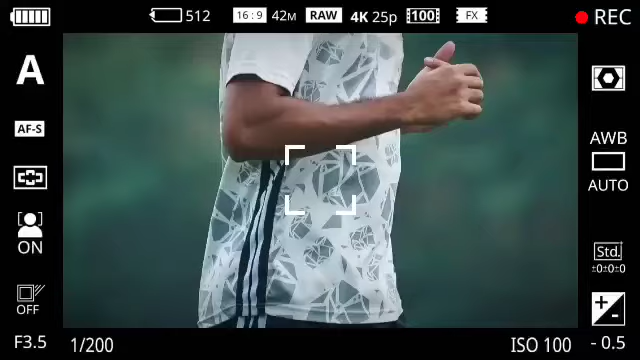 512 16:9 42M RAW 4K 25p 100 FX REC
A
AF-S
ON
OFF
AWB
AUTO
Std.
±0±0±0
F3.5 1/200 ISO 100 - 0.5